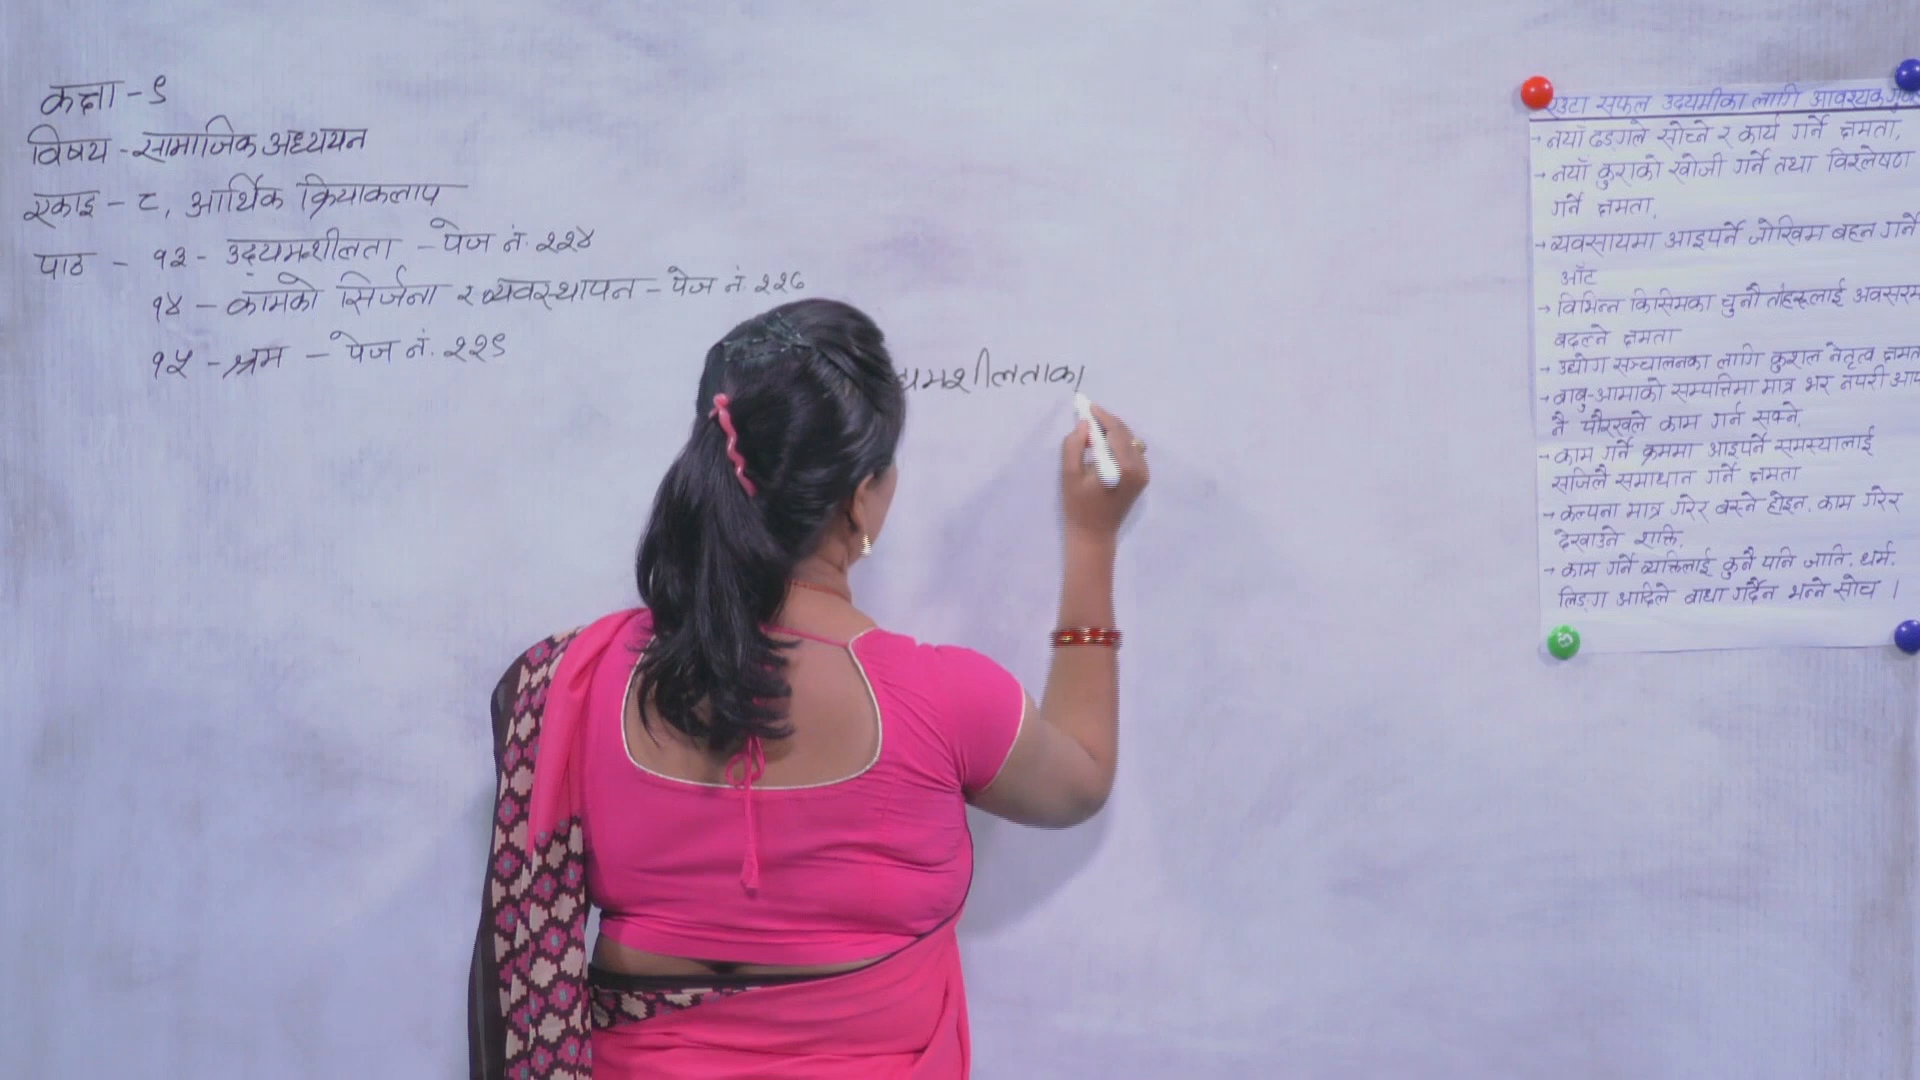 कक्षा - ९
विषय - सामाजिक अध्ययन
एकाइ - ८, आर्थिक क्रियाकलाप
पाठ - १३ - उद्यमशीलता - पेज नं. २२४
१४ - कामको सिर्जना र व्यवस्थापन - पेज नं. २२८
१५ - श्रम - पेज नं. २२९
द्यमशीलताका
एउटा सफल उद्यमीका लागि आवश्यक
→ नयाँ ढङ्गले सोच्ने र कार्य गर्ने क्षमता,
→ नयाँ कुराको खोजी गर्ने तथा विश्लेषण
गर्ने क्षमता,
→ व्यवसायमा आइपर्ने जोखिम बहन गर्ने
आँट
→ विभिन्न किसिमका चुनौतीहरूलाई अवसरम
बदल्ने क्षमता
→ उद्योग सञ्चालनका लागि कुशल नेतृत्व क्षमत
→ बाबु-आमाको सम्पत्तिमा मात्र भर नपरी आफ
नै पौरखले काम गर्न सक्ने,
→ काम गर्ने क्रममा आइपर्ने समस्यालाई
सजिलै समाधान गर्ने क्षमता
→ कल्पना मात्र गरेर बस्ने होइन, काम गरेर
देखाउने शक्ति,
→ काम गर्ने व्यक्तिलाई कुनै पनि जाति, धर्म,
लिङ्ग आदिले बाधा गर्दैन भन्ने सोच ।